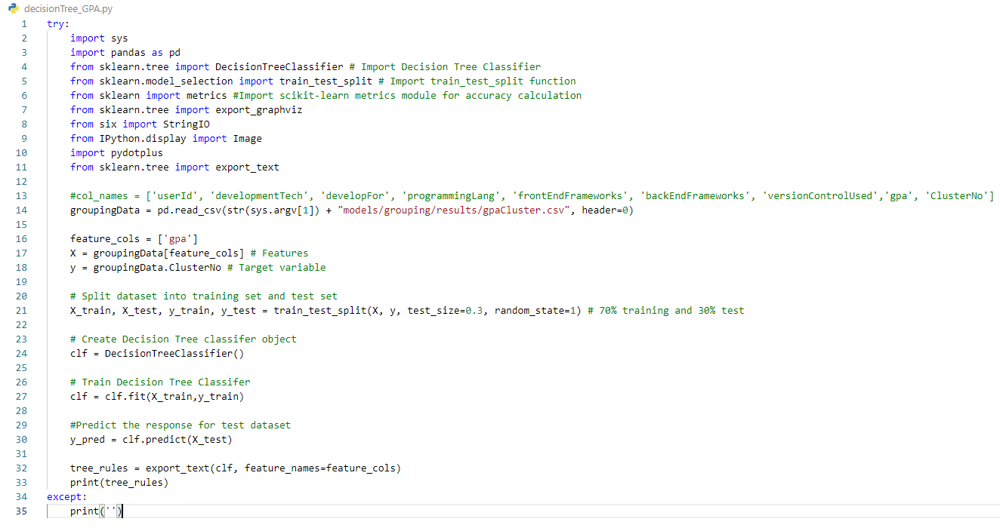 decisionTree_GPA.py
1 try:
2     import sys
3     import pandas as pd
4     from sklearn.tree import DecisionTreeClassifier # Import Decision Tree Classifier
5     from sklearn.model_selection import train_test_split # Import train_test_split function
6     from sklearn import metrics #Import scikit-learn metrics module for accuracy calculation
7     from sklearn.tree import export_graphviz
8     from six import StringIO
9     from IPython.display import Image
10     import pydotplus
11     from sklearn.tree import export_text
12
13     #col_names = ['userId', 'developmentTech', 'developFor', 'programmingLang', 'frontEndFrameworks', 'backEndFrameworks', 'versionControlUsed','gpa', 'ClusterNo']
14     groupingData = pd.read_csv(str(sys.argv[1]) + "models/grouping/results/gpaCluster.csv", header=0)
15
16     feature_cols = ['gpa']
17     X = groupingData[feature_cols] # Features
18     y = groupingData.ClusterNo # Target variable
19
20     # Split dataset into training set and test set
21     X_train, X_test, y_train, y_test = train_test_split(X, y, test_size=0.3, random_state=1) # 70% training and 30% test
22
23     # Create Decision Tree classifer object
24     clf = DecisionTreeClassifier()
25
26     # Train Decision Tree Classifer
27     clf = clf.fit(X_train,y_train)
28
29     #Predict the response for test dataset
30     y_pred = clf.predict(X_test)
31
32     tree_rules = export_text(clf, feature_names=feature_cols)
33     print(tree_rules)
34 except:
35     print('')